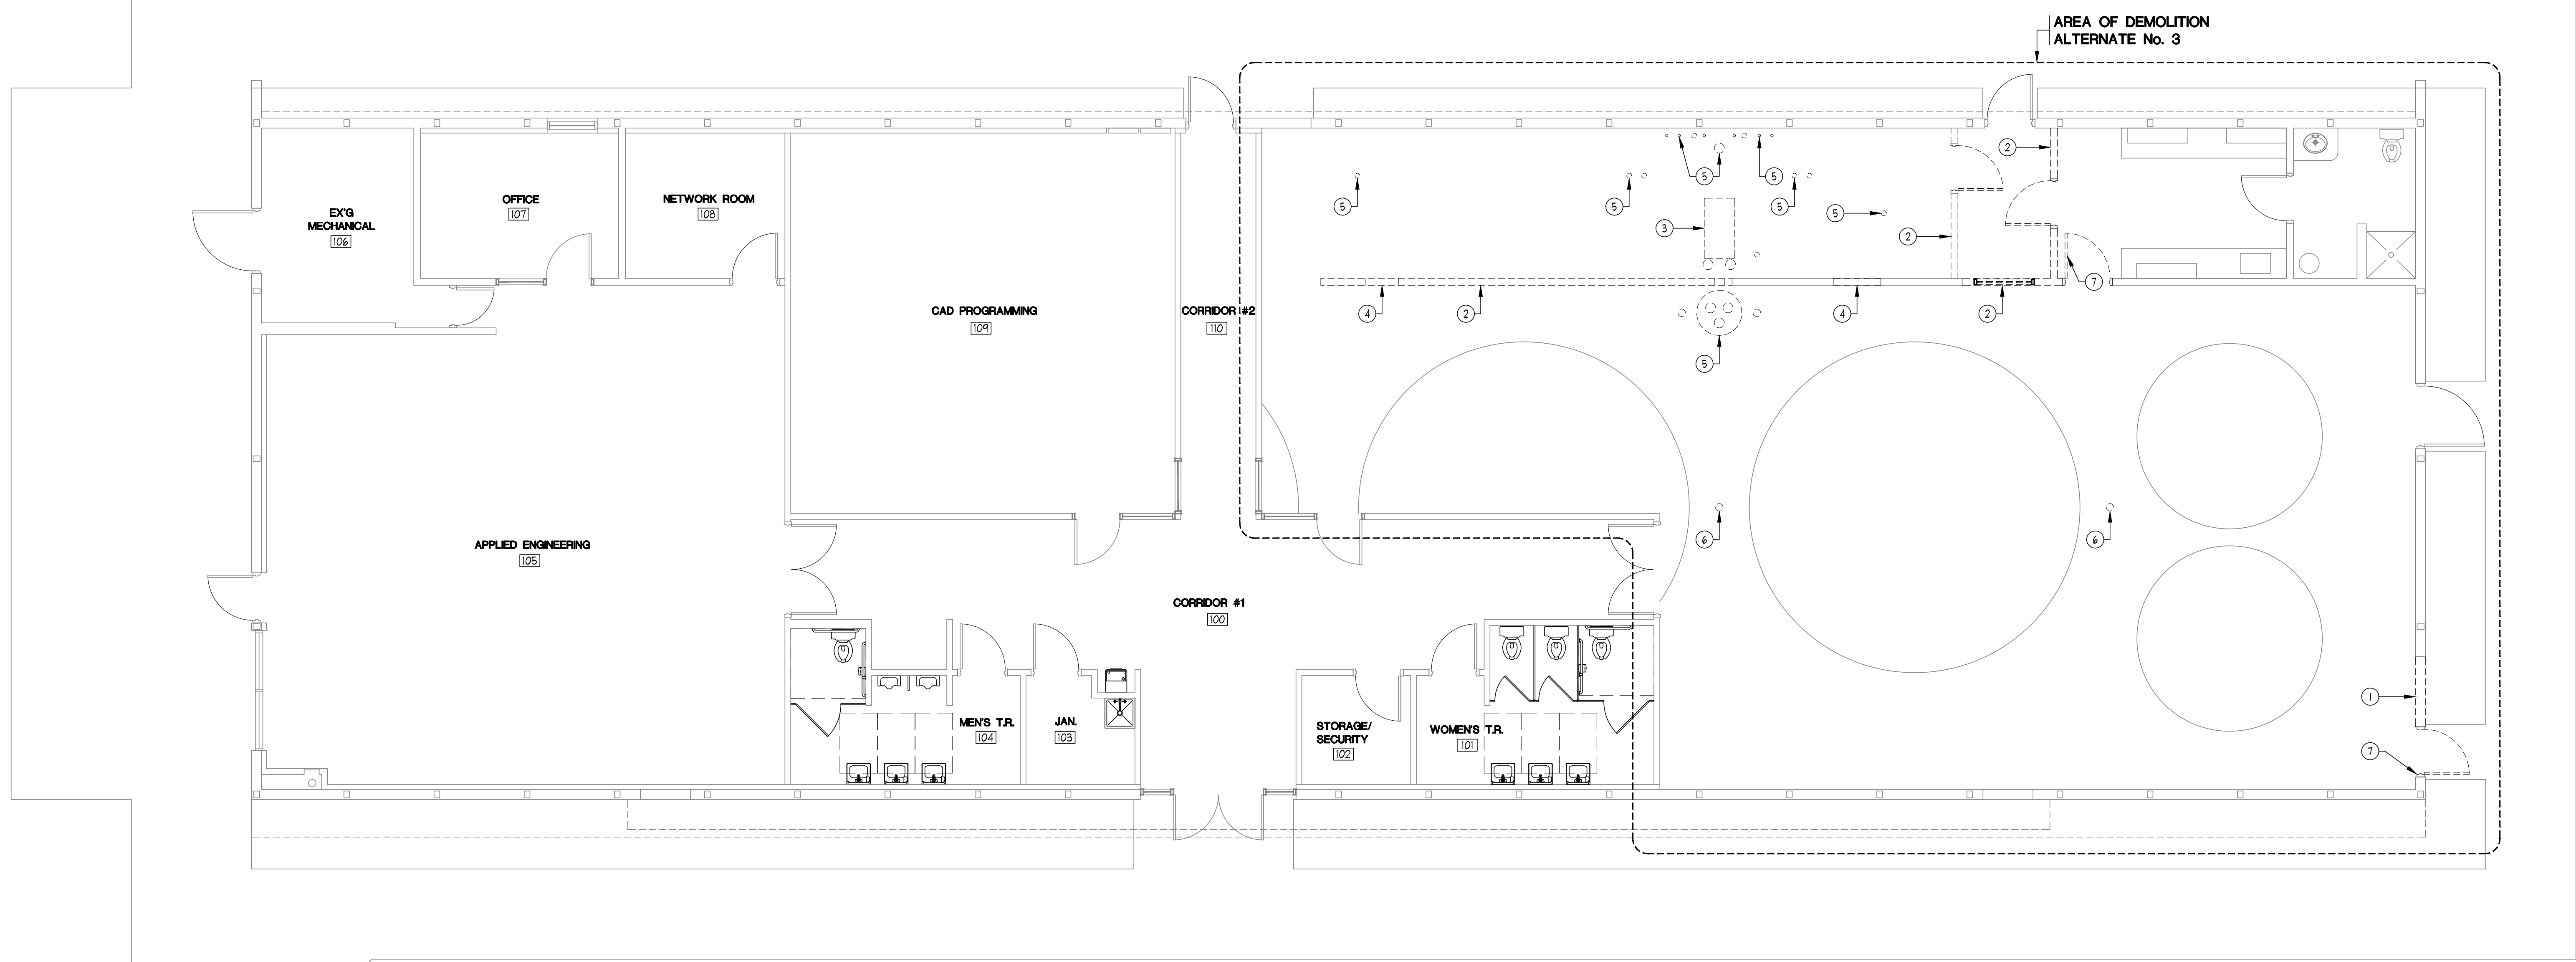 AREA OF DEMOLITION
ALTERNATE No. 3
2
5
5
5
5
5
5
3
2
7
4
2
4
2
5
OFFICE
107
NETWORK ROOM
108
EX'G
MECHANICAL
106
CAD PROGRAMMING
109
CORRIDOR #2
110
APPLIED ENGINEERING
105
6
6
CORRIDOR #1
100
1
7
MEN'S T.R.
104
JAN.
103
STORAGE/
SECURITY
102
WOMEN'S T.R.
101